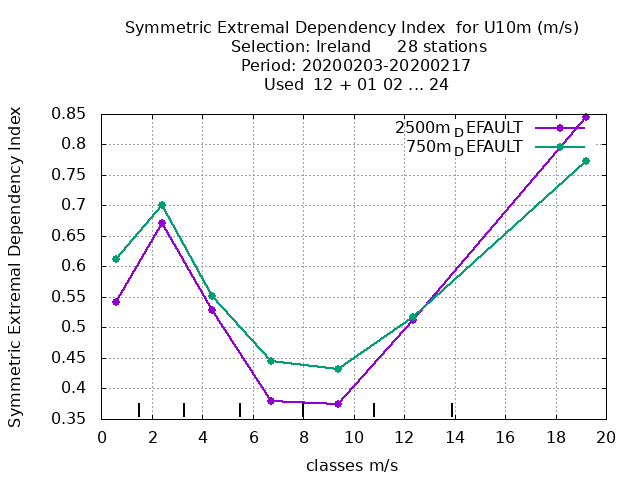 Symmetric Extremal Dependency Index for U10m (m/s)
Selection: Ireland 28 stations
Period: 20200203-20200217
Used 12 + 01 02 ... 24
Symmetric Extremal Dependency Index
0.85
0.8
0.75
0.7
0.65
0.6
0.55
0.5
0.45
0.4
0.35
2500m_DEFAULT
750m_DEFAULT
0 2 4 6 8 10 12 14 16 18 20
classes m/s